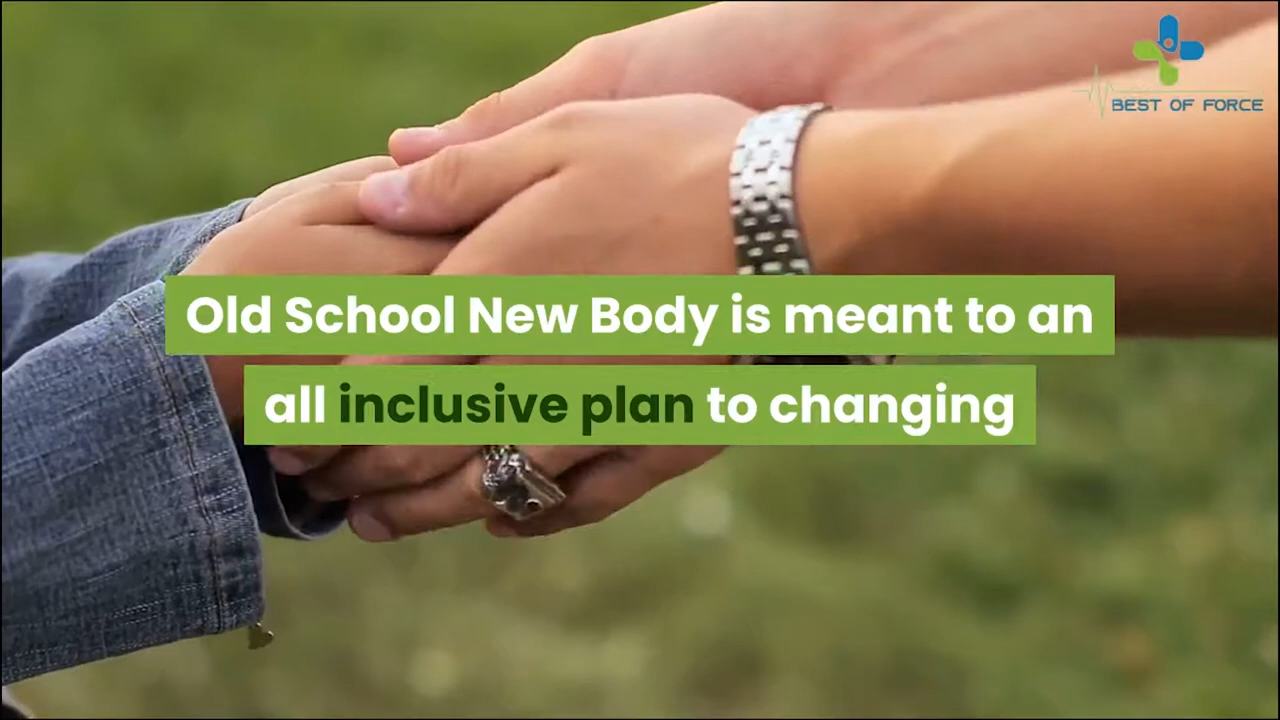 BEST OF FORCE
Old School New Body is meant to an
all inclusive plan to changing